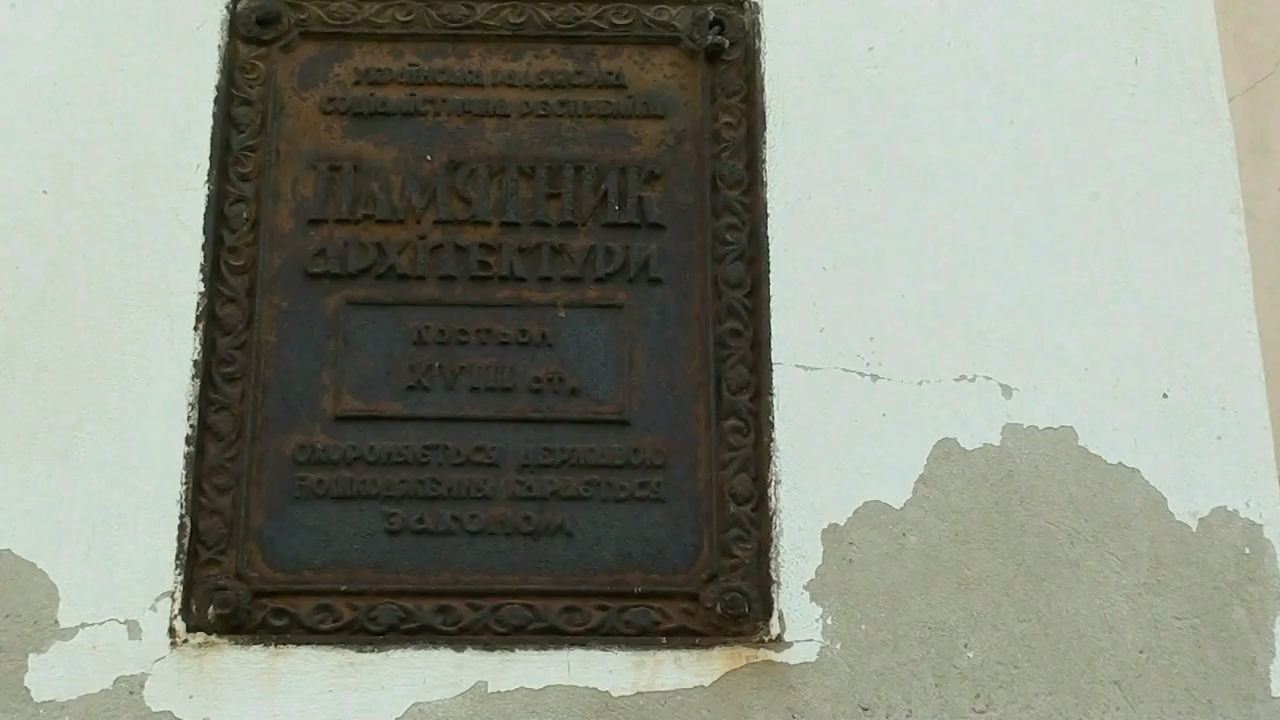 УКРАЇНСЬКА РАДЯНСЬКА
СОЦІАЛІСТИЧНА РЕСПУБЛІКА
ПАМ'ЯТНИК
АРХІТЕКТУРИ
Костьол
XVIII ст.
ОХОРОНЯЄТЬСЯ ДЕРЖАВОЮ
ПОШКОДЖЕННЯ КАРАЄТЬСЯ
ЗАКОНОМ